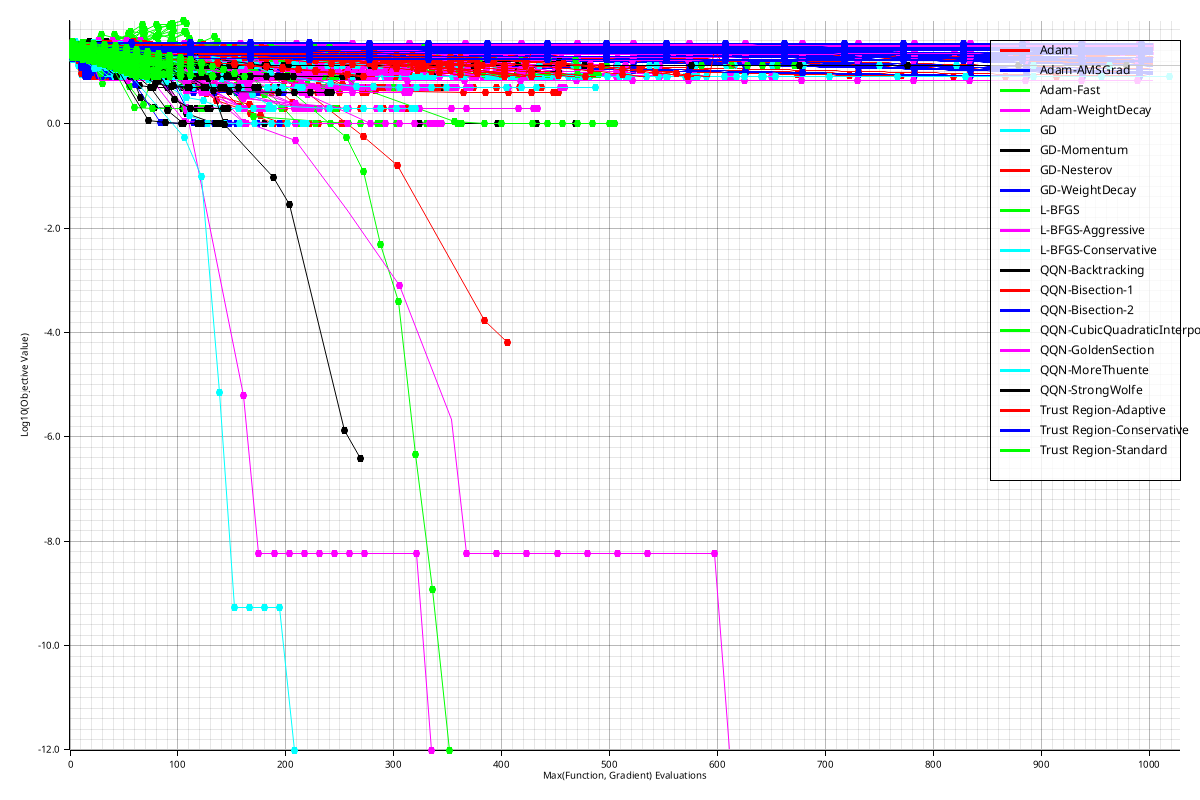 Adam
Adam-AMSGrad
Adam-Fast
Adam-WeightDecay
GD
GD-Momentum
GD-Nesterov
GD-WeightDecay
L-BFGS
L-BFGS-Aggressive
L-BFGS-Conservative
QQN-Backtracking
QQN-Bisection-1
QQN-Bisection-2
QQN-CubicQuadraticInterpo
QQN-GoldenSection
QQN-MoreThuente
QQN-StrongWolfe
Trust Region-Adaptive
Trust Region-Conservative
Trust Region-Standard
Log10(Objective Value)
0.0
-2.0
-4.0
-6.0
-8.0
-10.0
-12.0
0 100 200 300 400 500 600 700 800 900 1000
Max(Function, Gradient) Evaluations